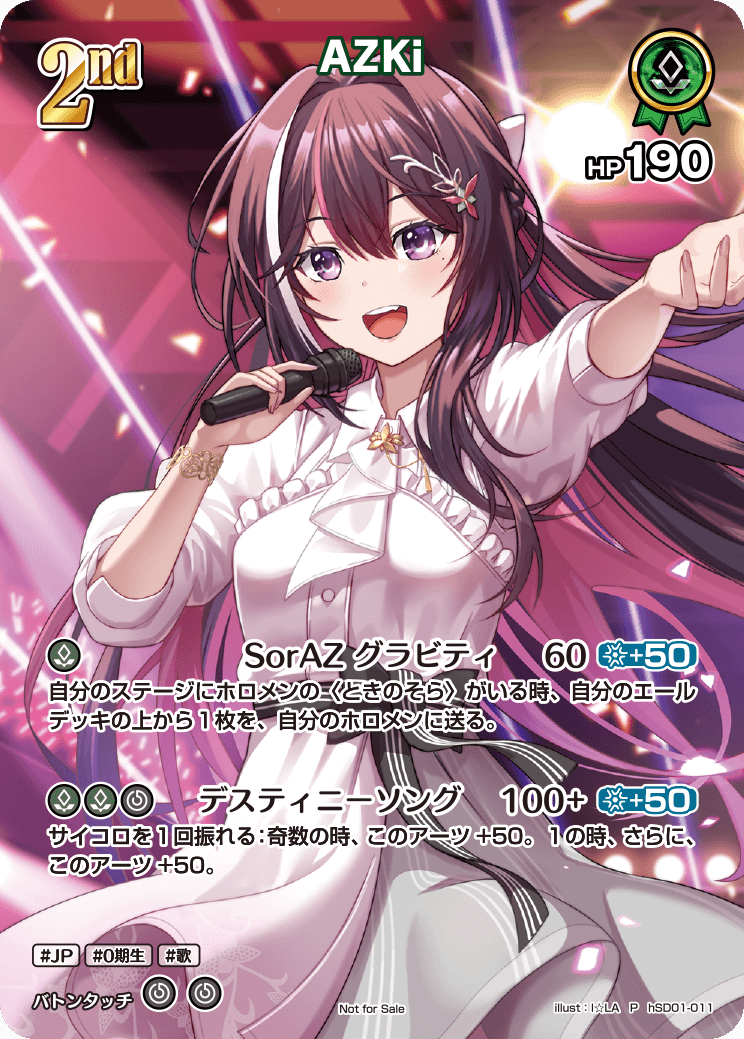 2nd
AZKi
HP190
SorAZ グラビティ 60 +50
自分のステージにホロメンの〈ときのそら〉がいる時、自分のエール
デッキの上から1枚を、自分のホロメンに送る。
デスティニーソング 100+ +50
サイコロを1回振れる：奇数の時、このアーツ+50。1の時、さらに、
このアーツ+50。
#JP #0期生 #歌
バトンタッチ
Not for Sale
illust：I☆LA P hSD01-011